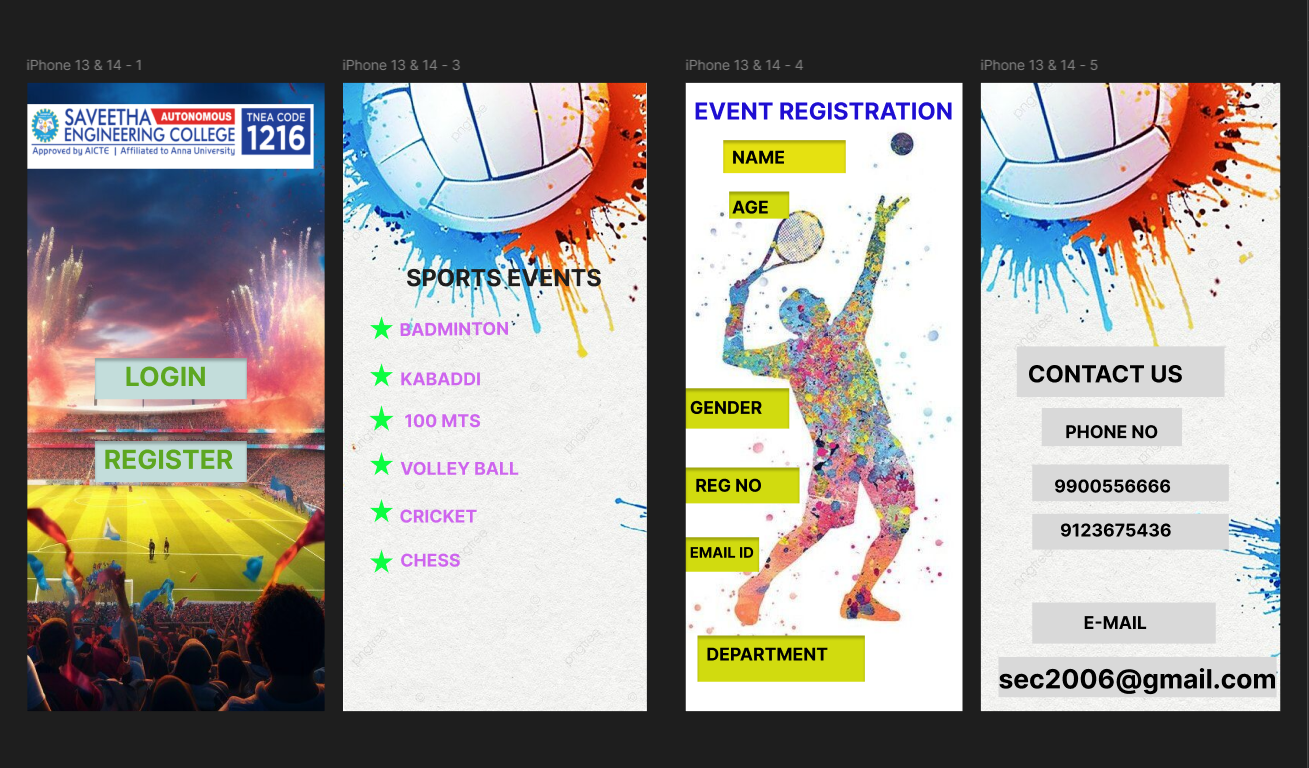 iPhone 13 & 14 - 1
SAVEETHA AUTONOMOUS
ENGINEERING COLLEGE
Approved by AICTE | Affiliated to Anna University
TNEA CODE
1216
LOGIN
REGISTER
iPhone 13 & 14 - 3
SPORTS EVENTS
BADMINTON
KABADDI
100 MTS
VOLLEY BALL
CRICKET
CHESS
pngtree
iPhone 13 & 14 - 4
EVENT REGISTRATION
NAME
AGE
GENDER
REG NO
EMAIL ID
DEPARTMENT
iPhone 13 & 14 - 5
CONTACT US
PHONE NO
9900556666
9123675436
E-MAIL
sec2006@gmail.com